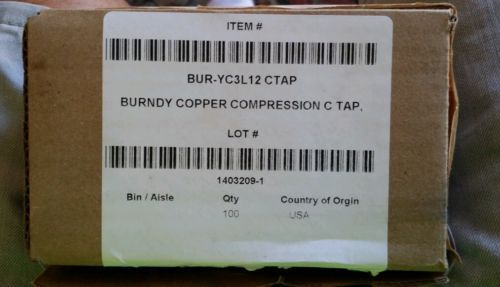 ITEM #
BUR-YC3L12 CTAP
BURNDY COPPER COMPRESSION C TAP,
LOT #
1403209-1
Bin / Aisle Qty Country of Orgin
100 USA